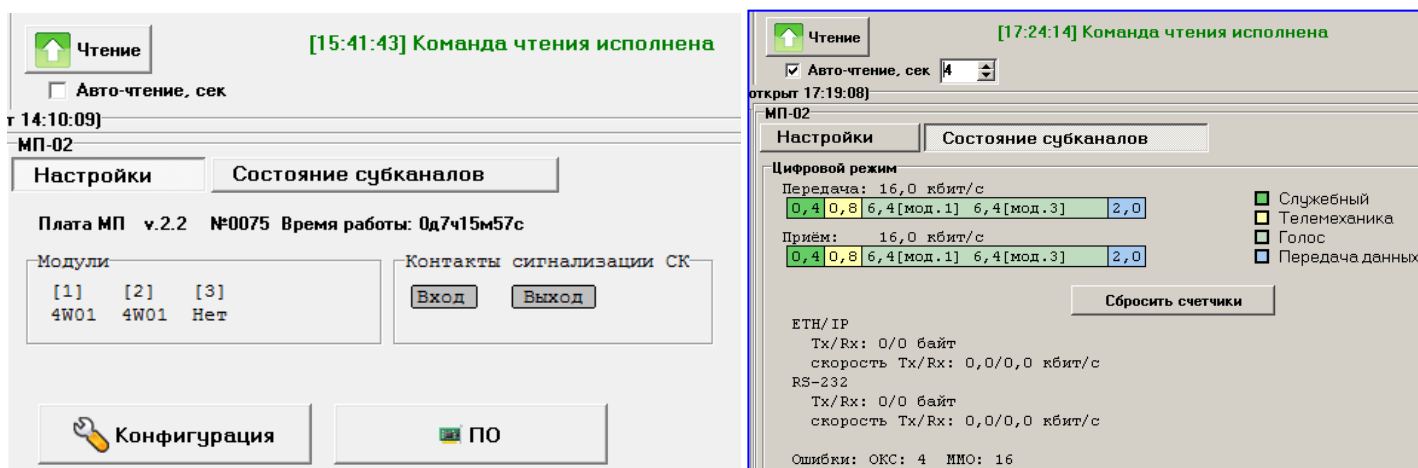 Чтение
[15:41:43] Команда чтения исполнена
Авто-чтение, сек
т 14:10:09)
МП-02
Настройки
Состояние субканалов
Плата МП v.2.2 №0075 Время работы: 0д7ч15м57с
Модули
[1] [2] [3]
4W01 4W01 Нет
Контакты сигнализации СК
Вход Выход
Конфигурация
ПО
Чтение
[17:24:14] Команда чтения исполнена
Авто-чтение, сек 4
открыт 17:19:08)
МП-02
Настройки
Состояние субканалов
Цифровой режим
Передача: 16,0 кбит/с
0,4 0,8 6,4[мод.1] 6,4[мод.3] 2,0
Приём: 16,0 кбит/с
0,4 0,8 6,4[мод.1] 6,4[мод.3] 2,0
Служебный
Телемеханика
Голос
Передача данных
Сбросить счетчики
ETH/IP
Tx/Rx: 0/0 байт
скорость Tx/Rx: 0,0/0,0 кбит/с
RS-232
Tx/Rx: 0/0 байт
скорость Tx/Rx: 0,0/0,0 кбит/с
Ошибки: ОКС: 4 ММО: 16